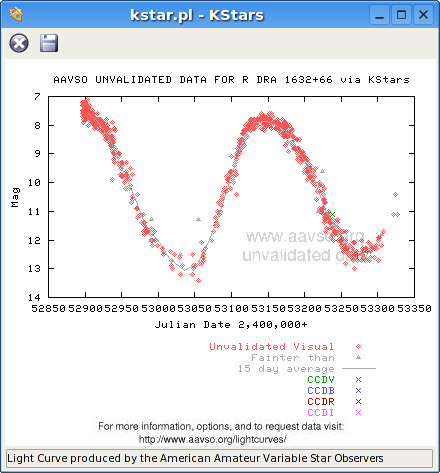 kstar.pl - KStars
AAVSO UNVALIDATED DATA FOR R DRA 1632+66 via KStars
7
8
9
10
11
12
13
14
Mag
www.aavso.org
unvalidated d
52850 52900 52950 53000 53050 53100 53150 53200 53250 53300 53350
Julian Date 2,400,000+
Unvalidated Visual
Fainter than
15 day average
CCDV
CCDB
CCDR
CCDI
For more information, options, and to request data visit:
http://www.aavso.org/lightcurves/
Light Curve produced by the American Amateur Variable Star Observers